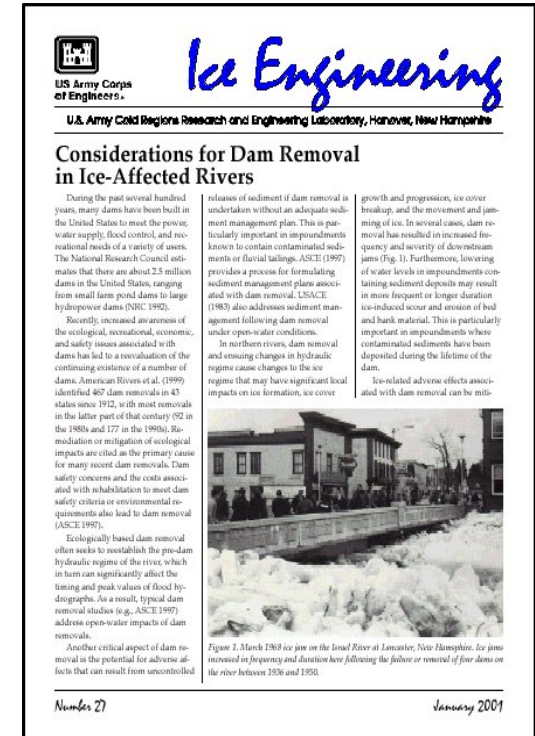 US Army Corps
of Engineers®
Ice Engineering
U.S. Army Cold Regions Research and Engineering Laboratory, Hanover, New Hampshire
Considerations for Dam Removal
in Ice-Affected Rivers
During the past several hundred
years, many dams have been built in
the United States to meet the power,
water supply, flood control, and rec-
reational needs of a variety of users.
The National Research Council esti-
mates that there are about 2.5 million
dams in the United States, ranging
from small farm pond dams to large
hydropower dams (NRC 1992).
Recently, increased awareness of
the ecological, recreational, economic,
and safety issues associated with
dams has led to a reevaluation of the
continuing existence of a number of
dams. American Rivers et al. (1999)
identified 467 dam removals in 43
states since 1912, with most removals
in the latter part of that century (92 in
the 1980s and 177 in the 1990s). Re-
mediation or mitigation of ecological
impacts are cited as the primary cause
for many recent dam removals. Dam
safety concerns and the costs associ-
ated with rehabilitation to meet dam
safety criteria or environmental re-
quirements also lead to dam removal
(ASCE 1997).
Ecologically based dam removal
often seeks to reestablish the pre-dam
hydraulic regime of the river, which
in turn can significantly affect the
timing and peak values of flood hy-
drographs. As a result, typical dam
removal studies (e.g., ASCE 1997)
address open-water impacts of dam
removals.
Another critical aspect of dam re-
moval is the potential for adverse af-
fects that can result from uncontrolled
releases of sediment if dam removal is
undertaken without an adequate sedi-
ment management plan. This is par-
ticularly important in impoundments
known to contain contaminated sedi-
ments or fluvial tailings. ASCE (1997)
provides a process for formulating
sediment management plans associ-
ated with dam removal. USACE
(1983) also addresses sediment man-
agement following dam removal
under open-water conditions.
In northern rivers, dam removal
and ensuing changes in hydraulic
regime cause changes to the ice
regime that may have significant local
impacts on ice formation, ice cover
growth and progression, ice cover
breakup, and the movement and jam-
ming of ice. In several cases, dam re-
moval has resulted in increased fre-
quency and severity of downstream
jams (Fig. 1). Furthermore, lowering
of water levels in impoundments con-
taining sediment deposits may result
in more frequent or longer duration
ice-induced scour and erosion of bed
and bank material. This is particularly
important in impoundments where
contaminated sediments have been
deposited during the lifetime of the
dam.
Ice-related adverse effects associ-
ated with dam removal can be miti-
Figure 1. March 1968 ice jam on the Israel River at Lancaster, New Hamsphire. Ice jams
increased in frequency and duration here following the failure or removal of four dams on
the river between 1936 and 1950.
Number 27
January 2001